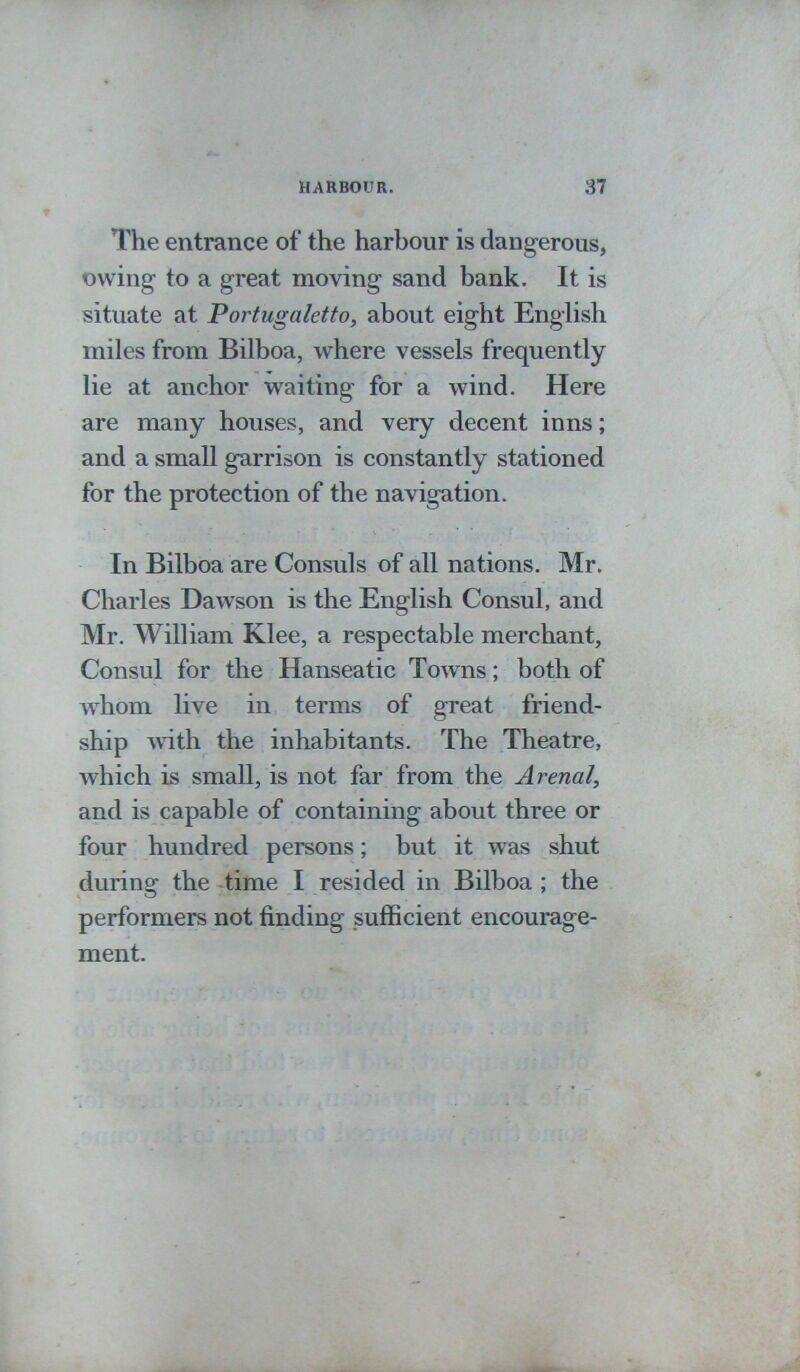 HARBOUR. 37
The entrance of the harbour is dangerous,
owing to a great moving sand bank. It is
situate at Portugaletto, about eight English
miles from Bilboa, where vessels frequently
lie at anchor waiting for a wind. Here
are many houses, and very decent inns;
and a small garrison is constantly stationed
for the protection of the navigation.
In Bilboa are Consuls of all nations. Mr.
Charles Dawson is the English Consul, and
Mr. William Klee, a respectable merchant,
Consul for the Hanseatic Towns; both of
whom live in terms of great friend-
ship with the inhabitants. The Theatre,
which is small, is not far from the Arenal,
and is capable of containing about three or
four hundred persons; but it was shut
during the time I resided in Bilboa; the
performers not finding sufficient encourage-
ment.